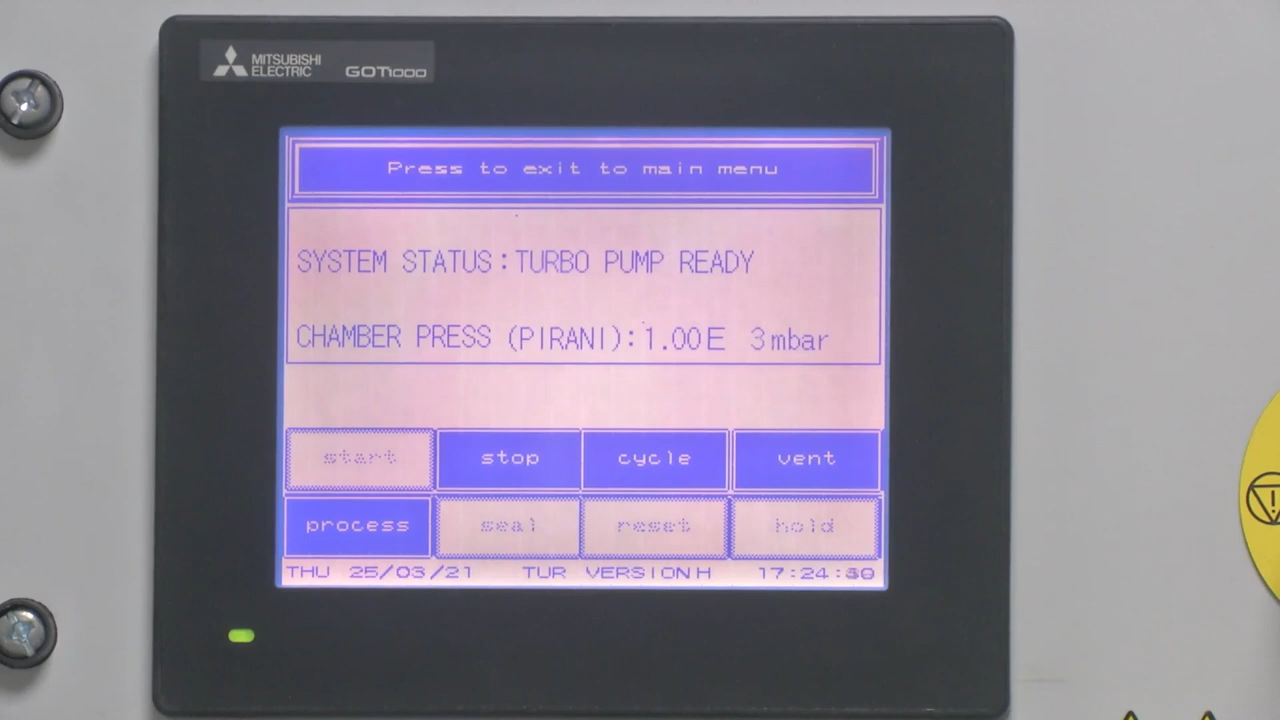 MITSUBISHI
ELECTRIC GOT1000
Press to exit to main menu
SYSTEM STATUS:TURBO PUMP READY
CHAMBER PRESS (PIRANI):1.00E 3mbar
start stop cycle vent
process seal reset hold
THU 25/03/21 TUR VERSION H 17:24: